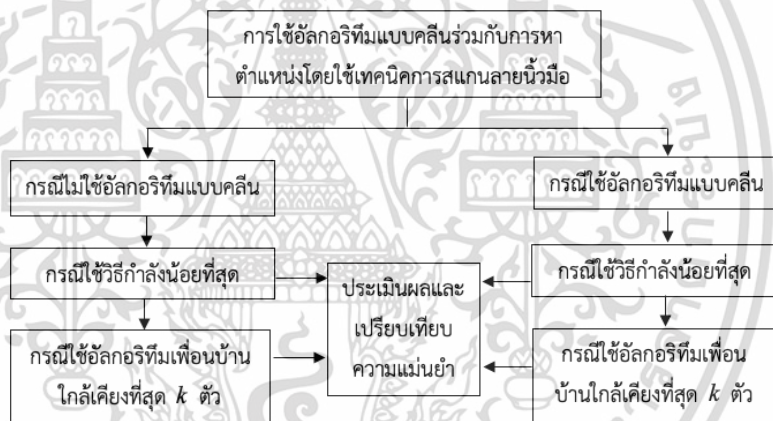 การใช้อัลกอริทึมแบบคลีนร่วมกับการหา
ตำแหน่งโดยใช้เทคนิคการสแกนลายนิ้วมือ
กรณีไม่ใช้อัลกอริทึมแบบคลีน
กรณีใช้อัลกอริทึมแบบคลีน
กรณีใช้วิธีกำลังน้อยที่สุด
กรณีใช้วิธีกำลังน้อยที่สุด
ประเมินผลและ
เปรียบเทียบ
ความแม่นยำ
กรณีใช้อัลกอริทึมเพื่อนบ้าน
ใกล้เคียงที่สุด k ตัว
กรณีใช้อัลกอริทึมเพื่อน
บ้านใกล้เคียงที่สุด k ตัว